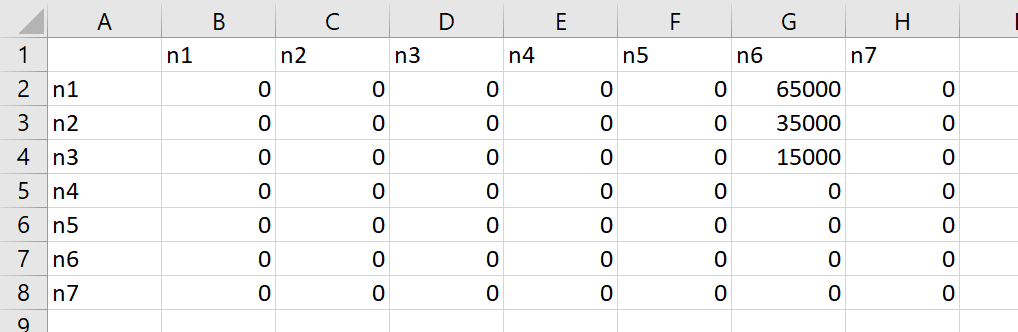 A B C D E F G H
1 n1 n2 n3 n4 n5 n6 n7
2 n1 0 0 0 0 0 65000 0
3 n2 0 0 0 0 0 35000 0
4 n3 0 0 0 0 0 15000 0
5 n4 0 0 0 0 0 0 0
6 n5 0 0 0 0 0 0 0
7 n6 0 0 0 0 0 0 0
8 n7 0 0 0 0 0 0 0
9